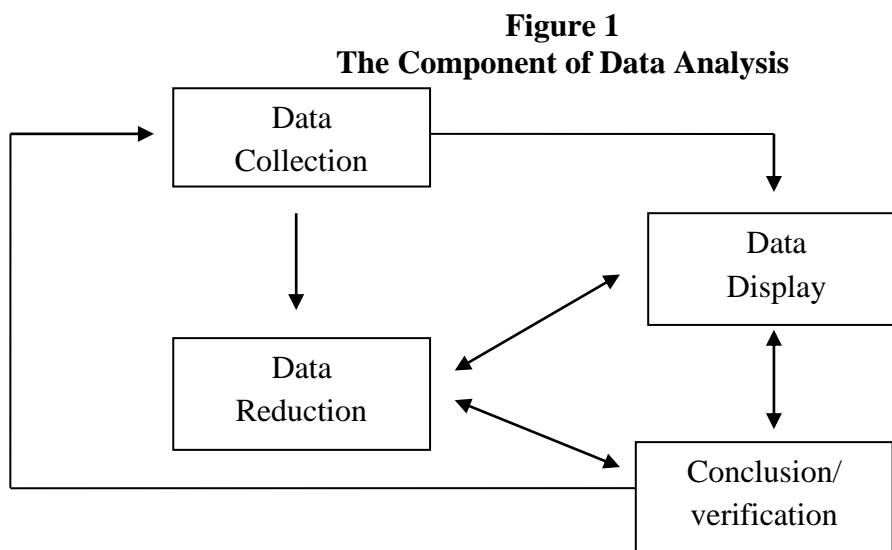 Figure 1
The Component of Data Analysis
Data
Collection
Data
Display
Data
Reduction
Conclusion/
verification